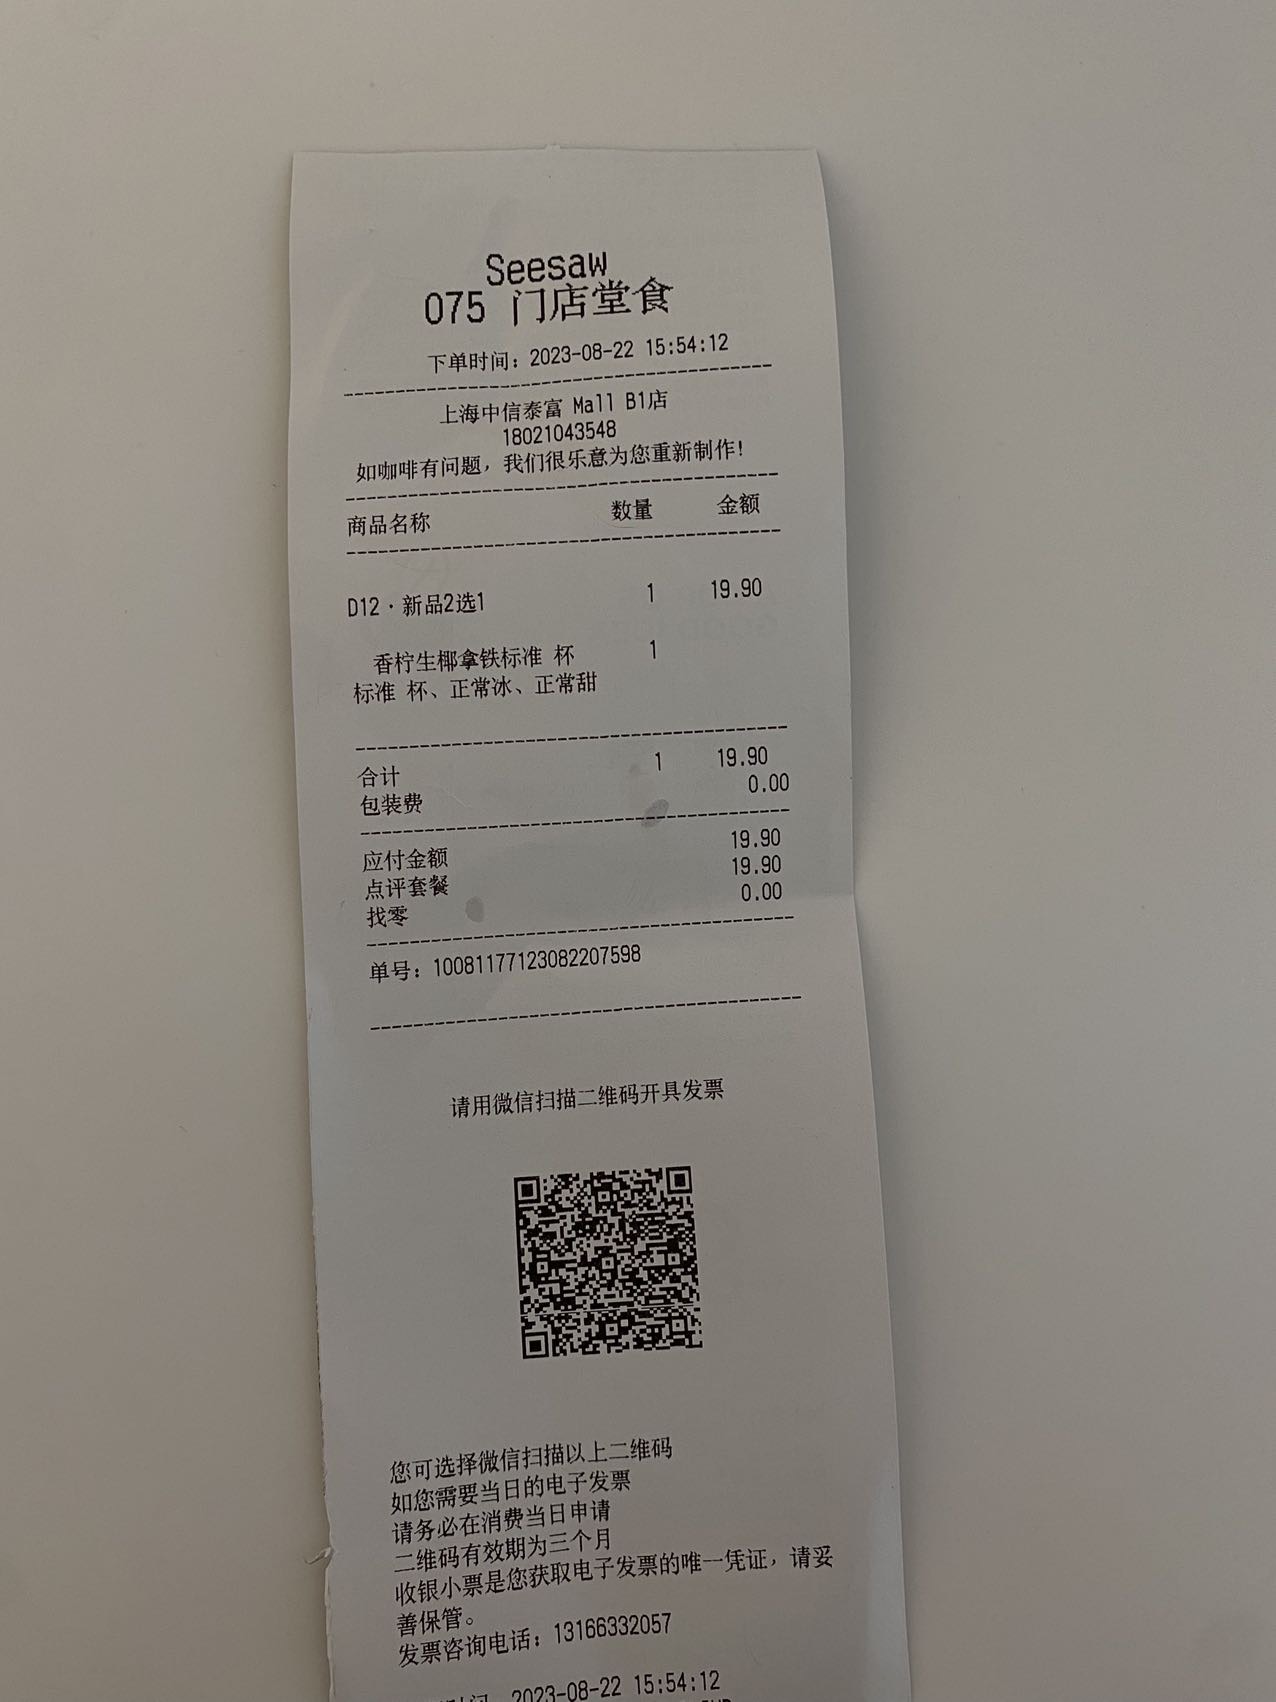 Seesaw
075 门店堂食
下单时间：2023-08-22 15:54:12
上海中信泰富 Mall B1店
18021043548
如咖啡有问题，我们很乐意为您重新制作！
商品名称 数量 金额
D12·新品2选1 1 19.90
香柠生椰拿铁标准 杯 1
标准 杯、正常冰、正常甜
合计 1 19.90
包装费 0.00
应付金额 19.90
点评套餐 19.90
找零 0.00
单号：10081177123082207598
请用微信扫描二维码开具发票
您可选择微信扫描以上二维码
如您需要当日的电子发票
请务必在消费当日申请
二维码有效期为三个月
收银小票是您获取电子发票的唯一凭证，请妥
善保管。
发票咨询电话：13166332057
2023-08-22 15:54:12